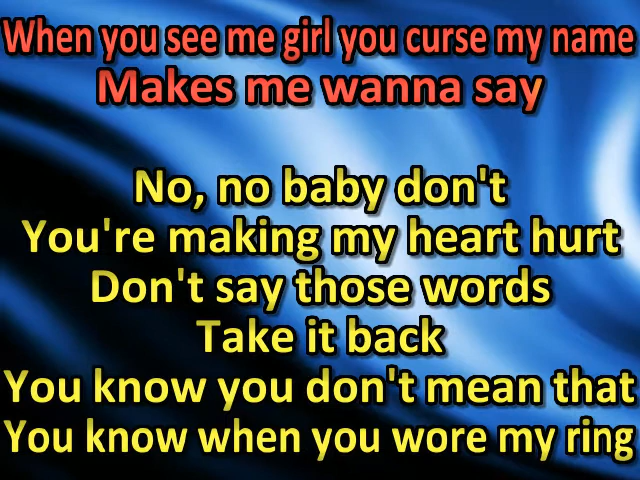 When you see me girl you curse my name
Makes me wanna say
No, no baby don't
You're making my heart hurt
Don't say those words
Take it back
You know you don't mean that
You know when you wore my ring